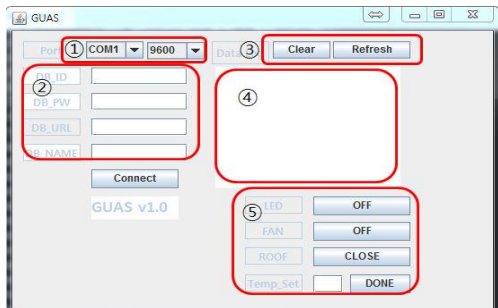 GUAS
Port ① COM1 9600 Data ③ Clear Refresh
DB_ID
②
DB_PW
④
DB_URL
DB_NAME
Connect
GUAS v1.0
⑤ LED OFF
FAN OFF
ROOF CLOSE
Temp_Set DONE